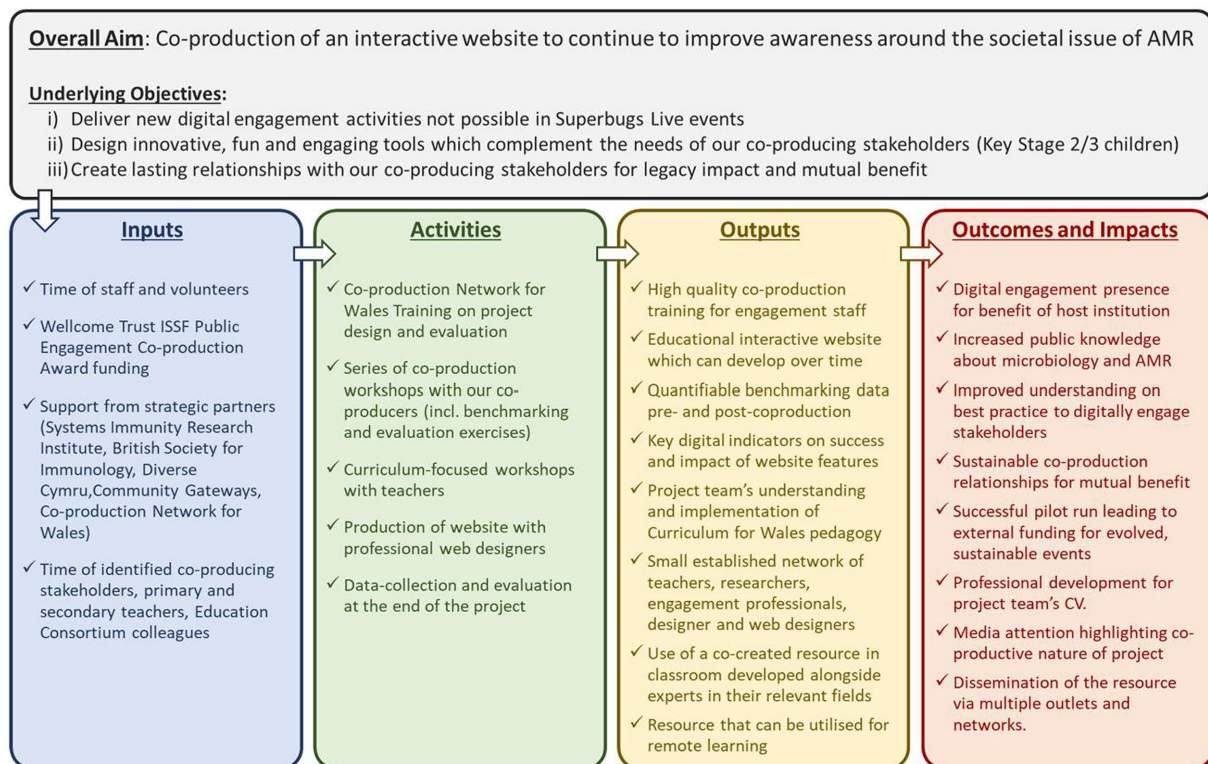 Overall Aim: Co-production of an interactive website to continue to improve awareness around the societal issue of AMR
Underlying Objectives:
i) Deliver new digital engagement activities not possible in Superbugs Live events
ii) Design innovative, fun and engaging tools which complement the needs of our co-producing stakeholders (Key Stage 2/3 children)
iii) Create lasting relationships with our co-producing stakeholders for legacy impact and mutual benefit
Inputs
✓ Time of staff and volunteers
✓ Wellcome Trust ISSF Public
Engagement Co-production
Award funding
✓ Support from strategic partners
(Systems Immunity Research
Institute, British Society for
Immunology, Diverse
Cymru,Community Gateways,
Co-production Network for
Wales)
✓ Time of identified co-producing
stakeholders, primary and
secondary teachers, Education
Consortium colleagues
Activities
✓ Co-production Network for
Wales Training on project
design and evaluation
✓ Series of co-production
workshops with our co-
producers (incl. benchmarking
and evaluation exercises)
✓ Curriculum-focused workshops
with teachers
✓ Production of website with
professional web designers
✓ Data-collection and evaluation
at the end of the project
Outputs
✓ High quality co-production
training for engagement staff
✓ Educational interactive website
which can develop over time
✓ Quantifiable benchmarking data
pre- and post-coproduction
✓ Key digital indicators on success
and impact of website features
✓ Project team's understanding
and implementation of
Curriculum for Wales pedagogy
✓ Small established network of
teachers, researchers,
engagement professionals,
designer and web designers
✓ Use of a co-created resource in
classroom developed alongside
experts in their relevant fields
✓ Resource that can be utilised for
remote learning
Outcomes and Impacts
✓ Digital engagement presence
for benefit of host institution
✓ Increased public knowledge
about microbiology and AMR
✓ Improved understanding on
best practice to digitally engage
stakeholders
✓ Sustainable co-production
relationships for mutual benefit
✓ Successful pilot run leading to
external funding for evolved,
sustainable events
✓ Professional development for
project team's CV.
✓ Media attention highlighting co-
productive nature of project
✓ Dissemination of the resource
via multiple outlets and
networks.